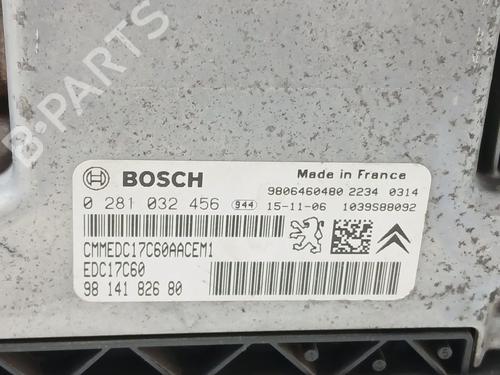 B-PARTS
BOSCH
Made in France
9806460480 2234 0314
0 281 032 456 944 15-11-06 1039S88092
CMMEDC17C60AACEM1
EDC17C60
98 141 826 80